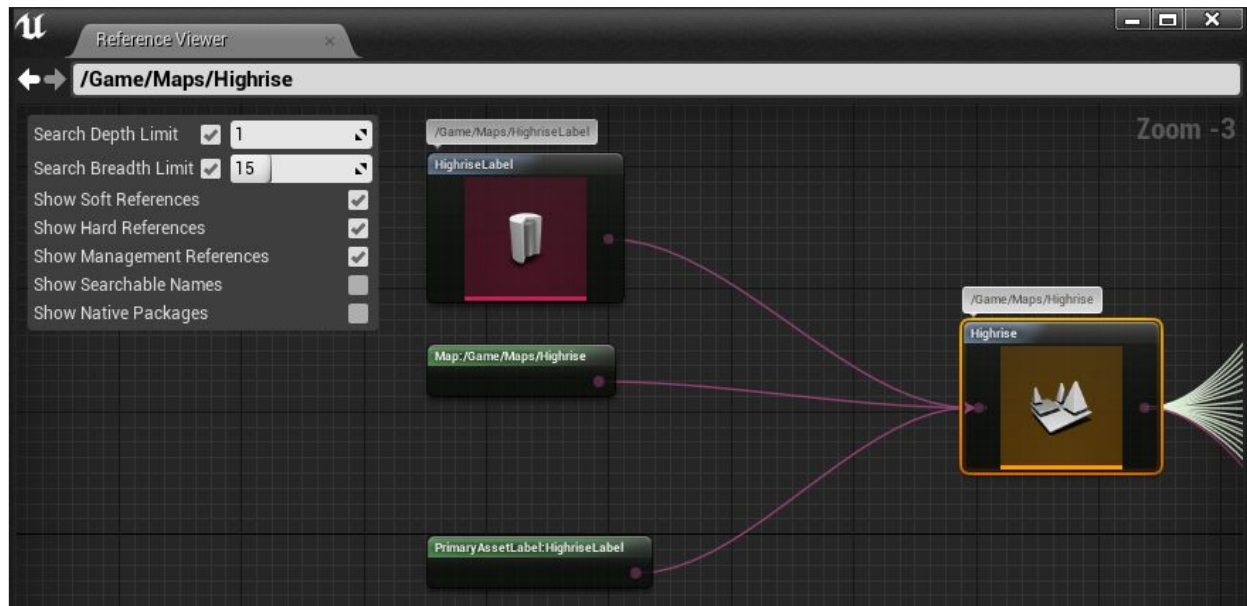 Reference Viewer
/Game/Maps/Highrise
Search Depth Limit 1
Search Breadth Limit 15
Show Soft References
Show Hard References
Show Management References
Show Searchable Names
Show Native Packages
Zoom -3
/Game/Maps/HighriseLabel
HighriseLabel
Map:/Game/Maps/Highrise
PrimaryAssetLabel:HighriseLabel
/Game/Maps/Highrise
Highrise